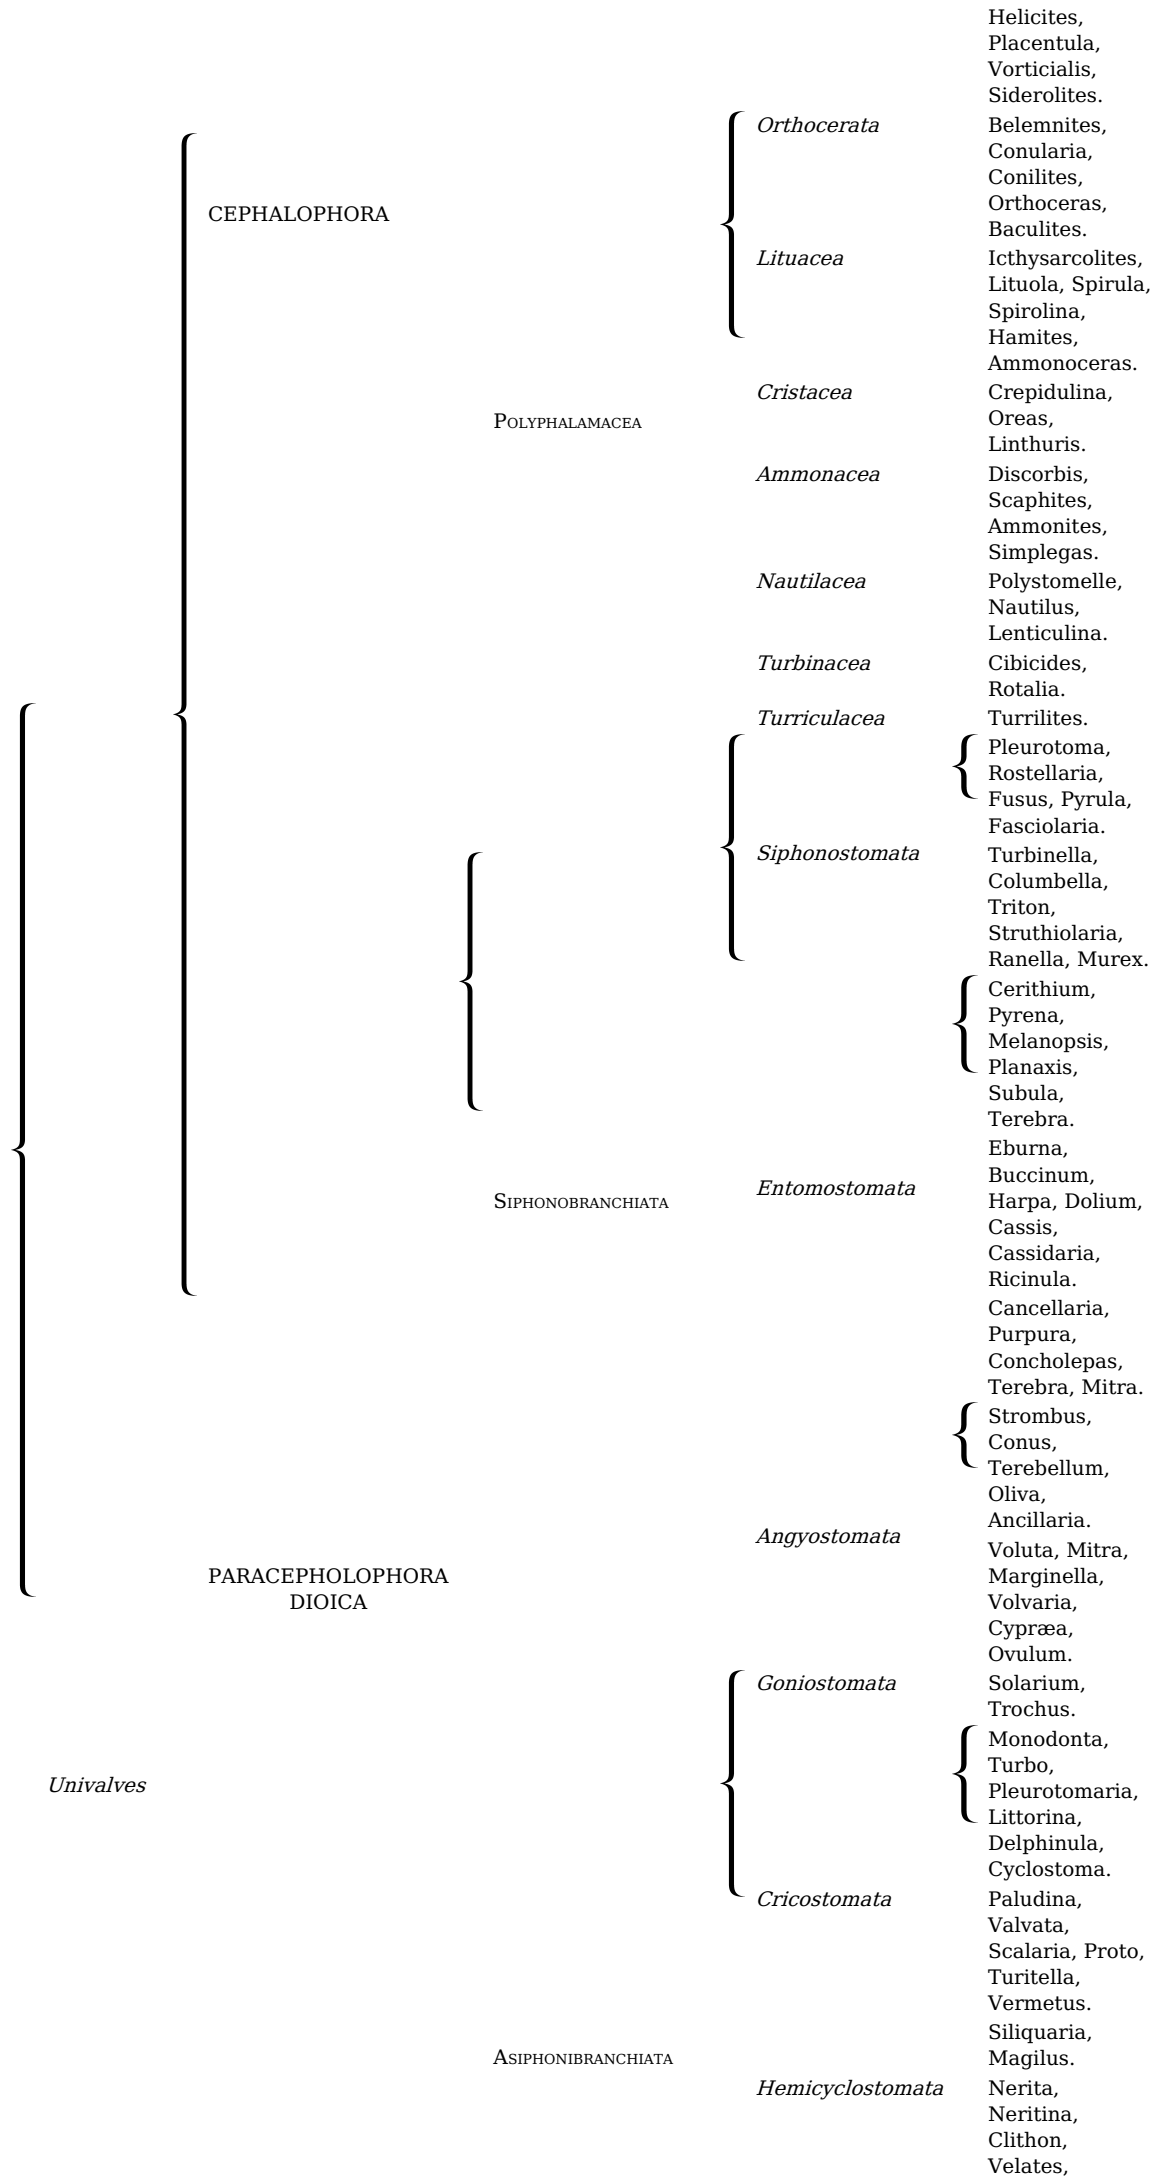 Helicites,
Placentula,
Vorticialis,
Siderolites.
Orthocerata
Belemnites,
Conularia,
Conilites,
Orthoceras,
Baculites.
CEPHALOPHORA
Lituacea
Icthysarcolites,
Lituola, Spirula,
Spirolina,
Hamites,
Ammonoceras.
Polyphalamacea
Cristacea
Crepidulina,
Oreas,
Linthuris.
Ammonacea
Discorbis,
Scaphites,
Ammonites,
Simplegas.
Nautilacea
Polystomelle,
Nautilus,
Lenticulina.
Turbinacea
Cibicides,
Rotalia.
Turriculacea
Turrilites.
Siphonostomata
Pleurotoma,
Rostellaria,
Fusus, Pyrula,
Fasciolaria.
Turbinella,
Columbella,
Triton,
Struthiolaria,
Ranella, Murex.
Siphonobranchiata
Entomostomata
Cerithium,
Pyrena,
Melanopsis,
Planaxis,
Subula,
Terebra.
Eburna,
Buccinum,
Harpa, Dolium,
Cassis,
Cassidaria,
Ricinula.
Cancellaria,
Purpura,
Concholepas,
Terebra, Mitra.
Angyostomata
Strombus,
Conus,
Terebellum,
Oliva,
Ancillaria.
Voluta, Mitra,
Marginella,
Volvaria,
Cypræa,
Ovulum.
PARACEPHOLOPHORA
DIOICA
Goniostomata
Solarium,
Trochus.
Univalves
Cricostomata
Monodonta,
Turbo,
Pleurotomaria,
Littorina,
Delphinula,
Cyclostoma.
Paludina,
Valvata,
Scalaria, Proto,
Turitella,
Vermetus.
Siliquaria,
Magilus.
Asiphonibranchiata
Hemicyclostomata
Nerita,
Neritina,
Clithon,
Velates,